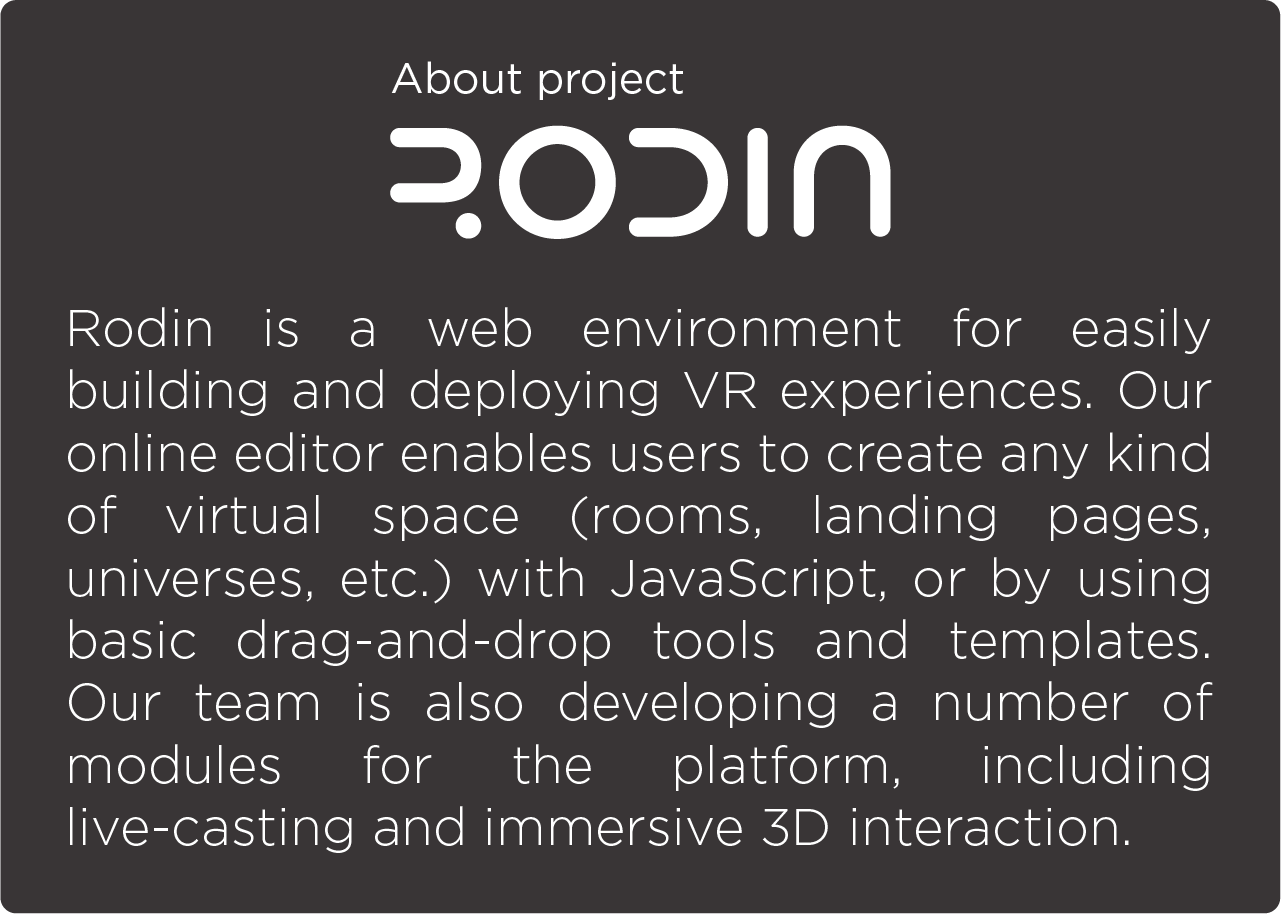 About project
RODIN
Rodin is a web environment for easily
building and deploying VR experiences. Our
online editor enables users to create any kind
of virtual space (rooms, landing pages,
universes, etc.) with JavaScript, or by using
basic drag-and-drop tools and templates.
Our team is also developing a number of
modules for the platform, including
live-casting and immersive 3D interaction.